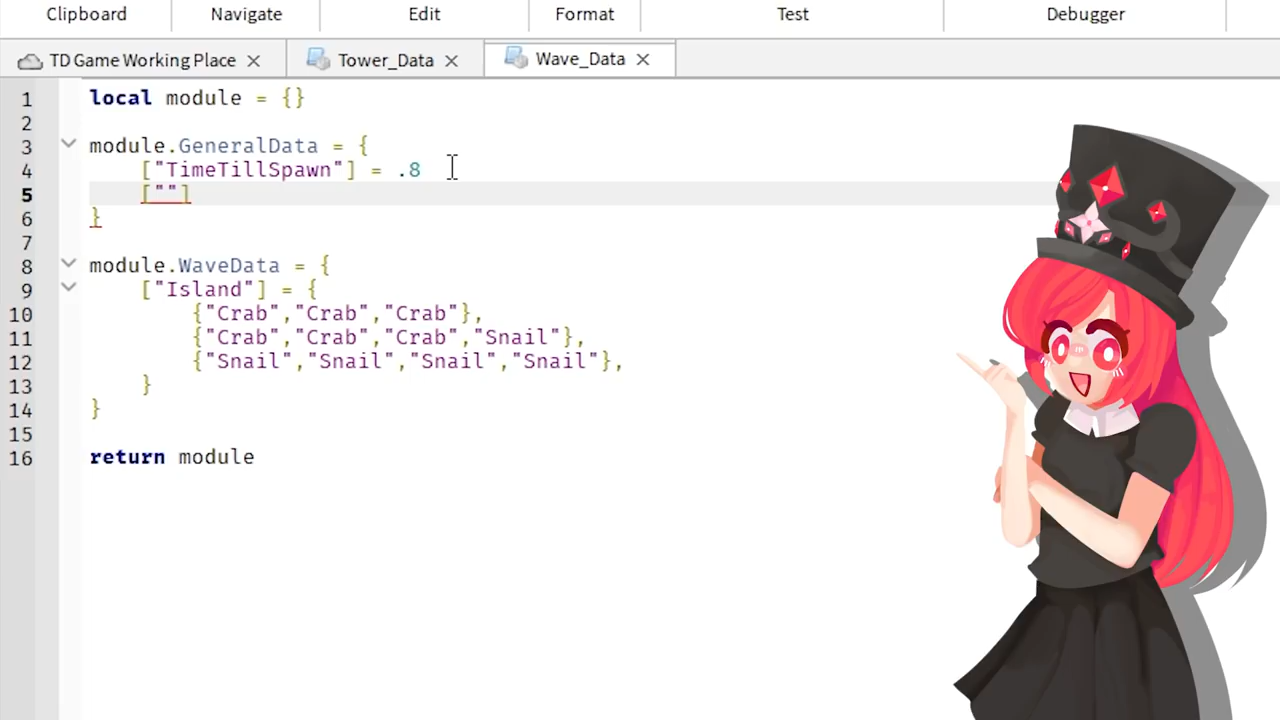 Clipboard Navigate Edit Format Test Debugger
TD Game Working Place Tower_Data Wave_Data
1 local module = {}
2
3 module.GeneralData = {
4 ["TimeTillSpawn"] = .8
5 [""]
6 }
7
8 module.WaveData = {
9 ["Island"] = {
10 {"Crab","Crab","Crab"},
11 {"Crab","Crab","Crab","Snail"},
12 {"Snail","Snail","Snail","Snail"},
13 }
14 }
15
16 return module